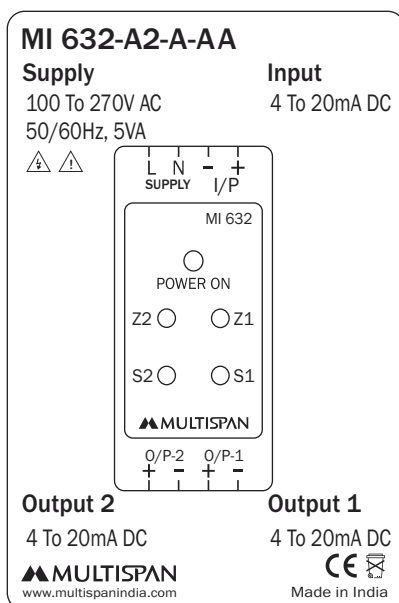 MI 632-A2-A-AA
Supply
Input
100 To 270V AC
4 To 20mA DC
50/60Hz, 5VA
L N - +
SUPPLY I/P
MI 632
POWER ON
Z2 Z1
S2 S1
MULTISPAN
O/P-2 O/P-1
+ - + -
Output 2
Output 1
4 To 20mA DC
4 To 20mA DC
MULTISPAN
CE
www.multispanindia.com
Made in India